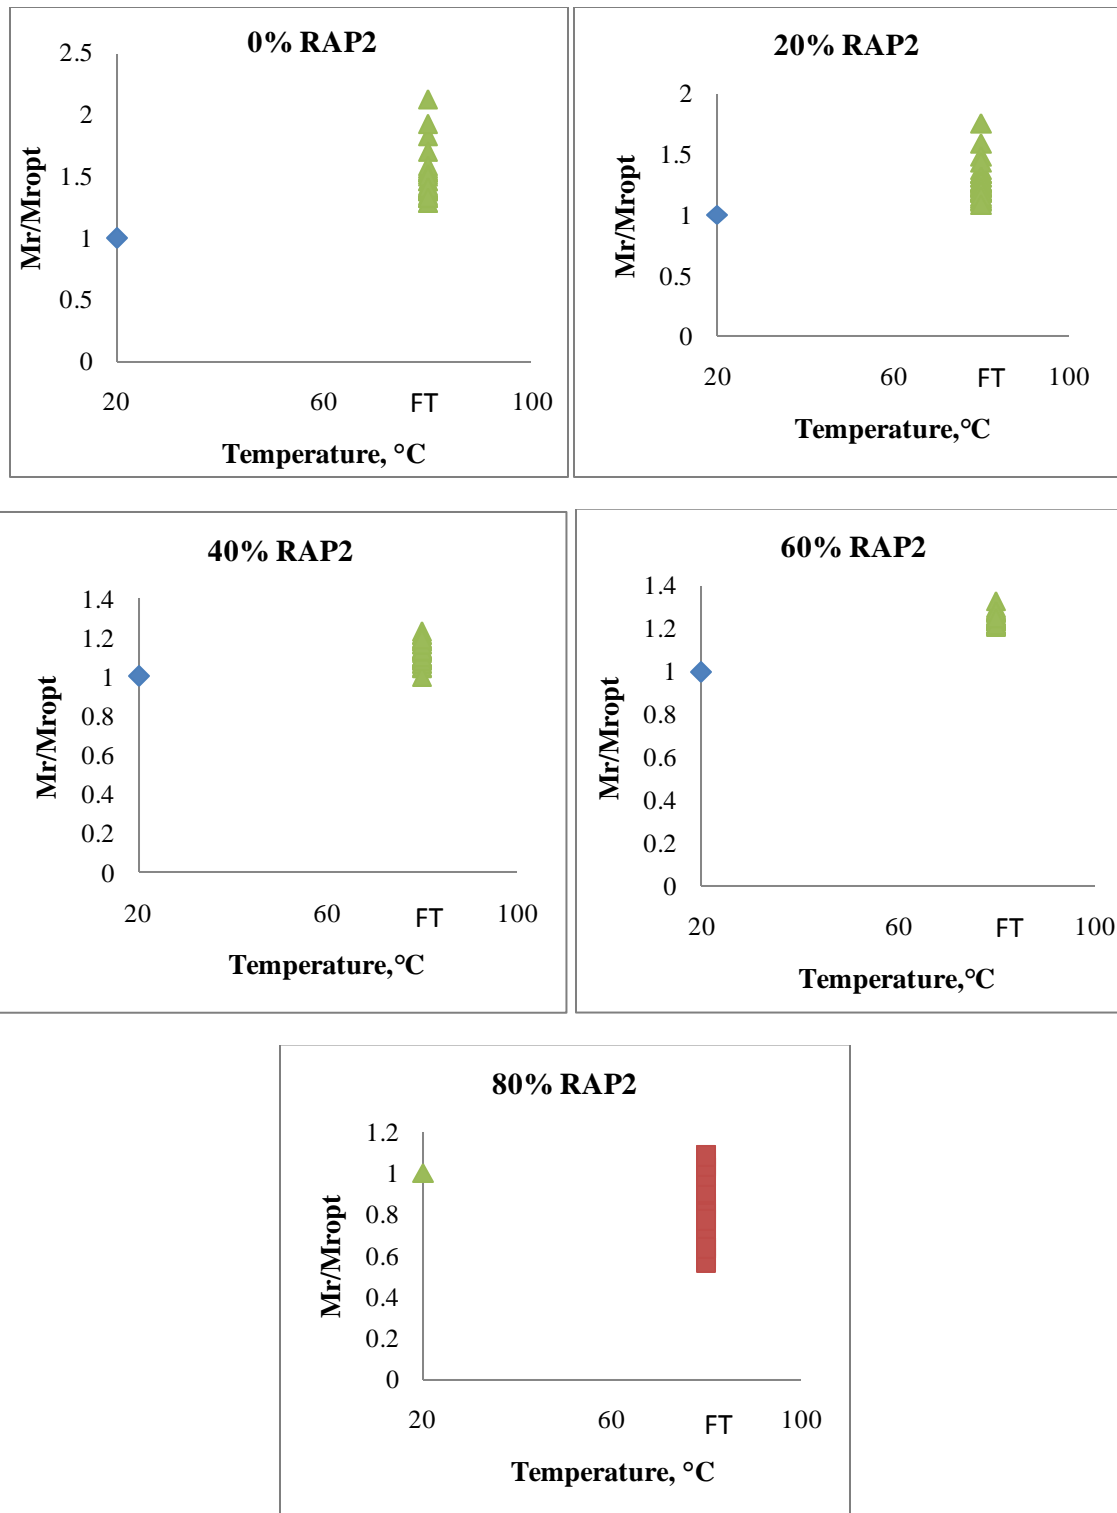 0% RAP2
2.5
2
1.5
1
0.5
0
Mr/Mropt
20 60 FT 100
Temperature, °C
20% RAP2
2
1.5
1
0.5
0
Mr/Mropt
20 60 FT 100
Temperature,°C
40% RAP2
1.4
1.2
1
0.8
0.6
0.4
0.2
0
Mr/Mropt
20 60 FT 100
Temperature,°C
60% RAP2
1.4
1.2
1
0.8
0.6
0.4
0.2
0
Mr/Mropt
20 60 FT 100
Temperature,°C
80% RAP2
1.2
1
0.8
0.6
0.4
0.2
0
Mr/Mropt
20 60 FT 100
Temperature, °C